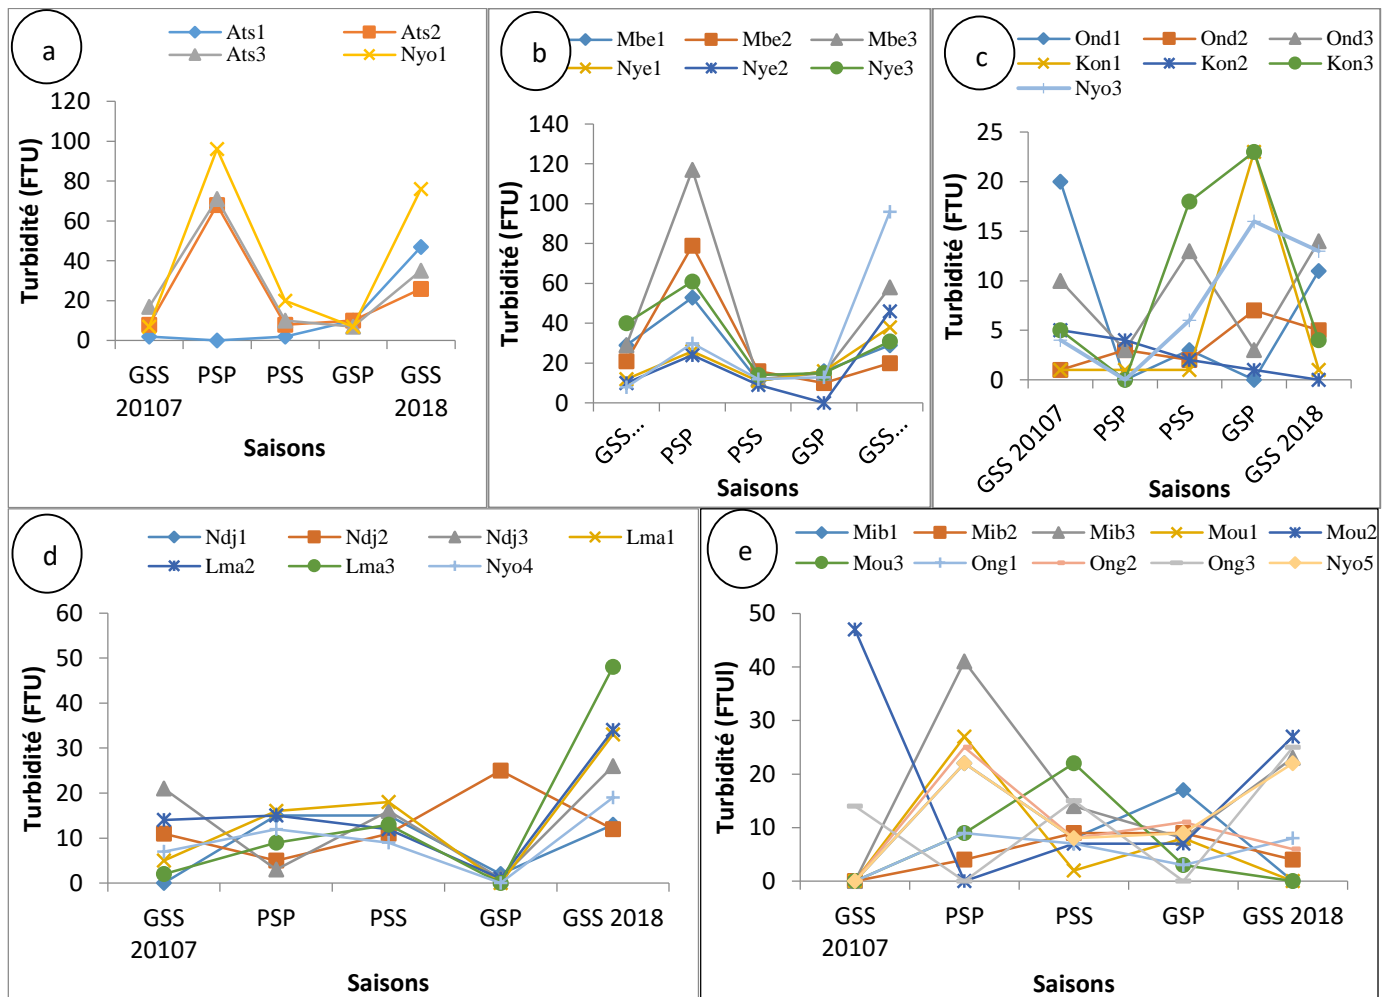 a
Ats1 Ats2
Ats3 Nyo1
Turbidité (FTU)
120
100
80
60
40
20
0
GSS PSP PSS GSP GSS
20107 2018
Saisons
b
Mbe1 Mbe2 Mbe3
Nye1 Nye2 Nye3
Turbidité (FTU)
140
120
100
80
60
40
20
0
GSS... PSP PSS GSP GSS...
Saisons
c
Ond1 Ond2 Ond3
Kon1 Kon2 Kon3
Nyo3
Turbidité (FTU)
25
20
15
10
5
0
GSS 20107 PSP PSS GSP GSS 2018
Saisons
d
Ndj1 Ndj2 Ndj3 Lma1
Lma2 Lma3 Nyo4
Turbidité (FTU)
60
50
40
30
20
10
0
GSS PSP PSS GSP GSS 2018
20107
Saisons
e
Mib1 Mib2 Mib3 Mou1 Mou2
Mou3 Ong1 Ong2 Ong3 Nyo5
Turbidité (FTUI)
50
40
30
20
10
0
GSS PSP PSS GSP GSS 2018
20107
Saisons